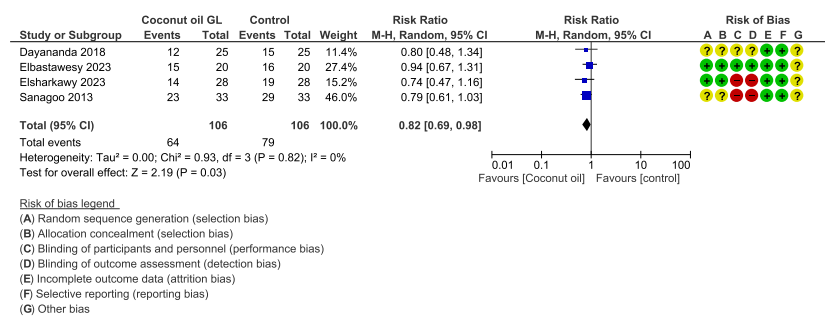 Coconut oil GL Control Risk Ratio Risk Ratio Risk of Bias
Study or Subgroup Events Total Events Total Weight M-H, Random, 95% CI M-H, Random, 95% CI A B C D E F G
Dayananda 2018 12 25 15 25 11.4% 0.80 [0.48, 1.34] ? ? ? ? + + ?
Elbastawesy 2023 15 20 16 20 27.4% 0.94 [0.67, 1.31] + + + + + + ?
Elsharkawy 2023 14 28 19 28 15.2% 0.74 [0.47, 1.16] + + − − + + ?
Sanagoo 2013 23 33 29 33 46.0% 0.79 [0.61, 1.03] ? ? − − + + ?
Total (95% CI) 106 106 100.0% 0.82 [0.69, 0.98]
Total events 64 79
Heterogeneity: Tau² = 0.00; Chi² = 0.93, df = 3 (P = 0.82); I² = 0%
Test for overall effect: Z = 2.19 (P = 0.03)
0.01 0.1 1 10 100
Favours [Coconut oil] Favours [control]
Risk of bias legend
(A) Random sequence generation (selection bias)
(B) Allocation concealment (selection bias)
(C) Blinding of participants and personnel (performance bias)
(D) Blinding of outcome assessment (detection bias)
(E) Incomplete outcome data (attrition bias)
(F) Selective reporting (reporting bias)
(G) Other bias